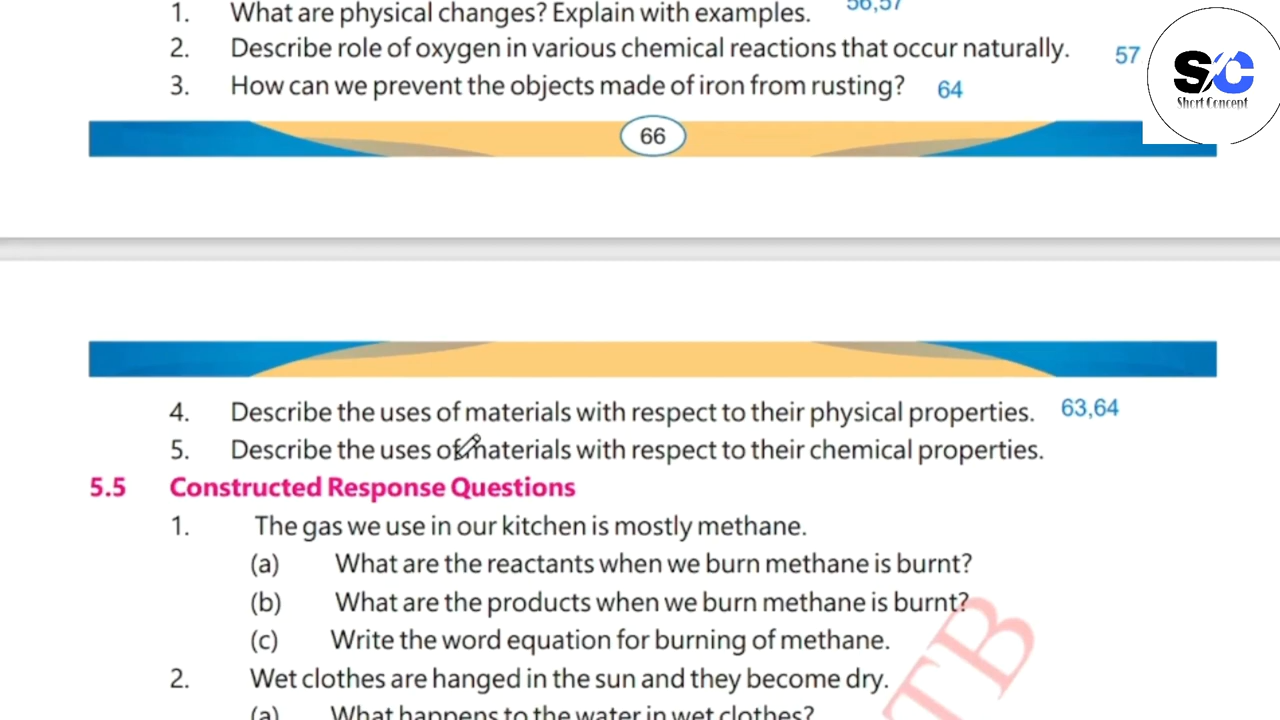 1. What are physical changes? Explain with examples. 56,57
2. Describe role of oxygen in various chemical reactions that occur naturally. 57
3. How can we prevent the objects made of iron from rusting? 64
SC
Short Concept
66
4. Describe the uses of materials with respect to their physical properties. 63,64
5. Describe the uses of materials with respect to their chemical properties.
5.5 Constructed Response Questions
1. The gas we use in our kitchen is mostly methane.
(a) What are the reactants when we burn methane is burnt?
(b) What are the products when we burn methane is burnt?
(c) Write the word equation for burning of methane.
2. Wet clothes are hanged in the sun and they become dry.
(a) What happens to the water in wet clothes?
TB